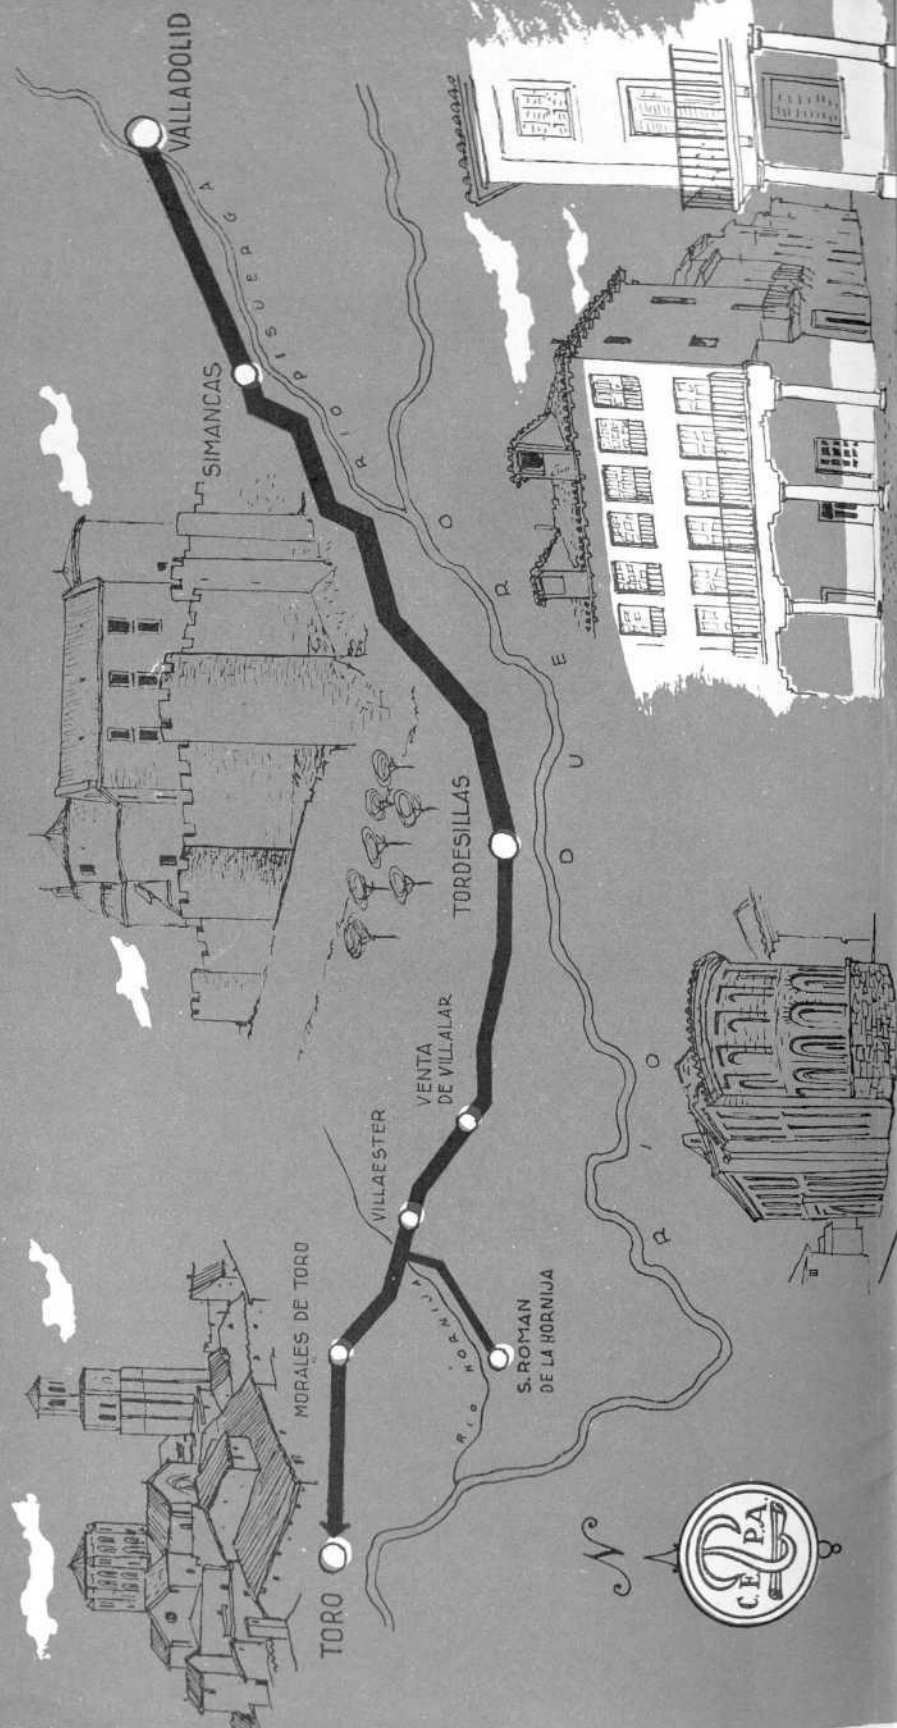 VALLADOLID
SIMANCAS
RIO PISUERGA
TORDESILLAS
RIO DUERO
VENTA
DE VILLALAR
VILLAESTER
MORALES DE TORO
RIO HORNIJA
S. ROMAN
DE LA HORNIJA
TORO
N
C.E.P.A.